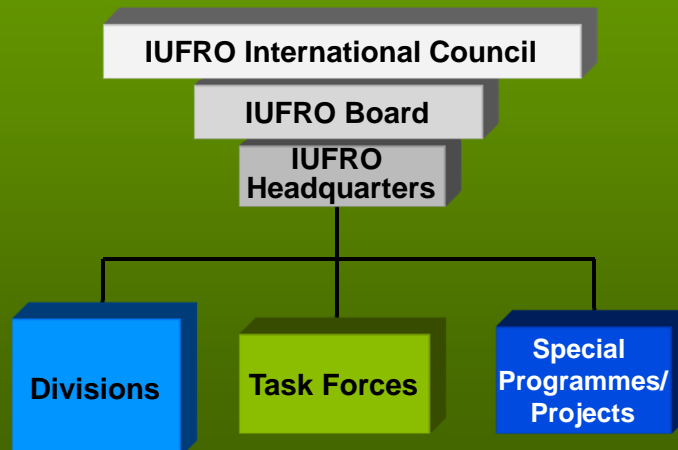 IUFRO International Council
IUFRO Board
IUFRO
Headquarters
Divisions
Task Forces
Special
Programmes/
Projects